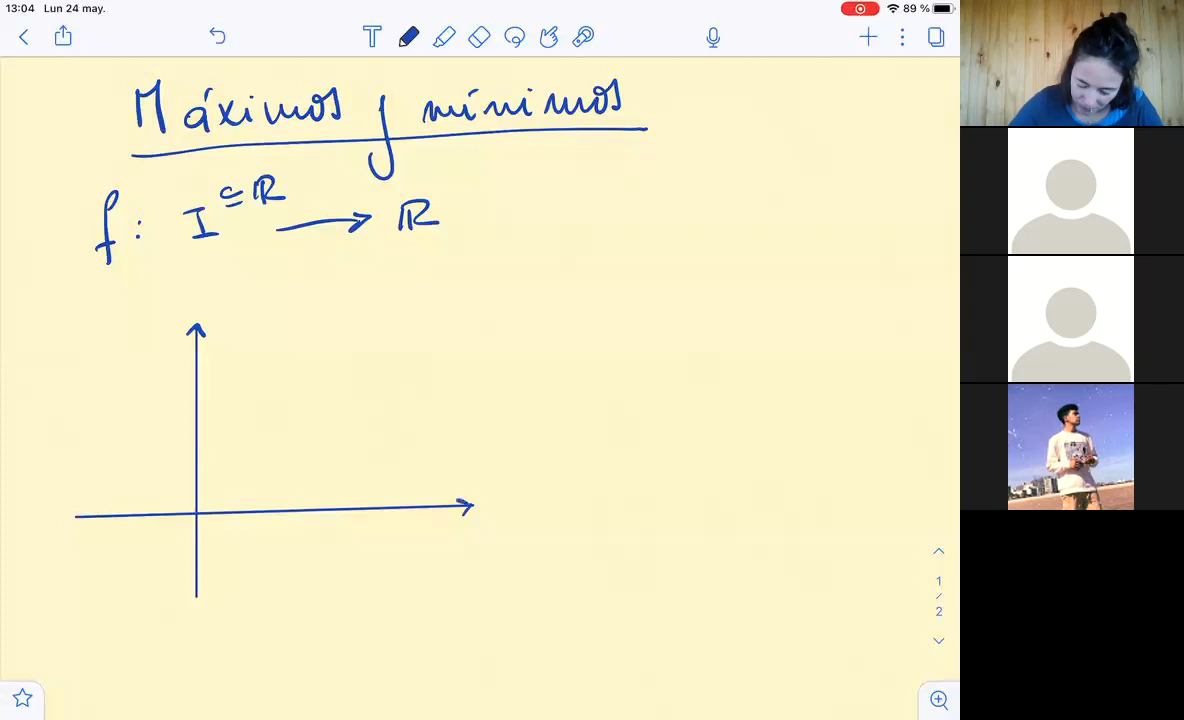 13:04 Lun 24 may. 89 %
Máximos y mínimos
f: I ⊆ ℝ ⟶ ℝ
1
/
2